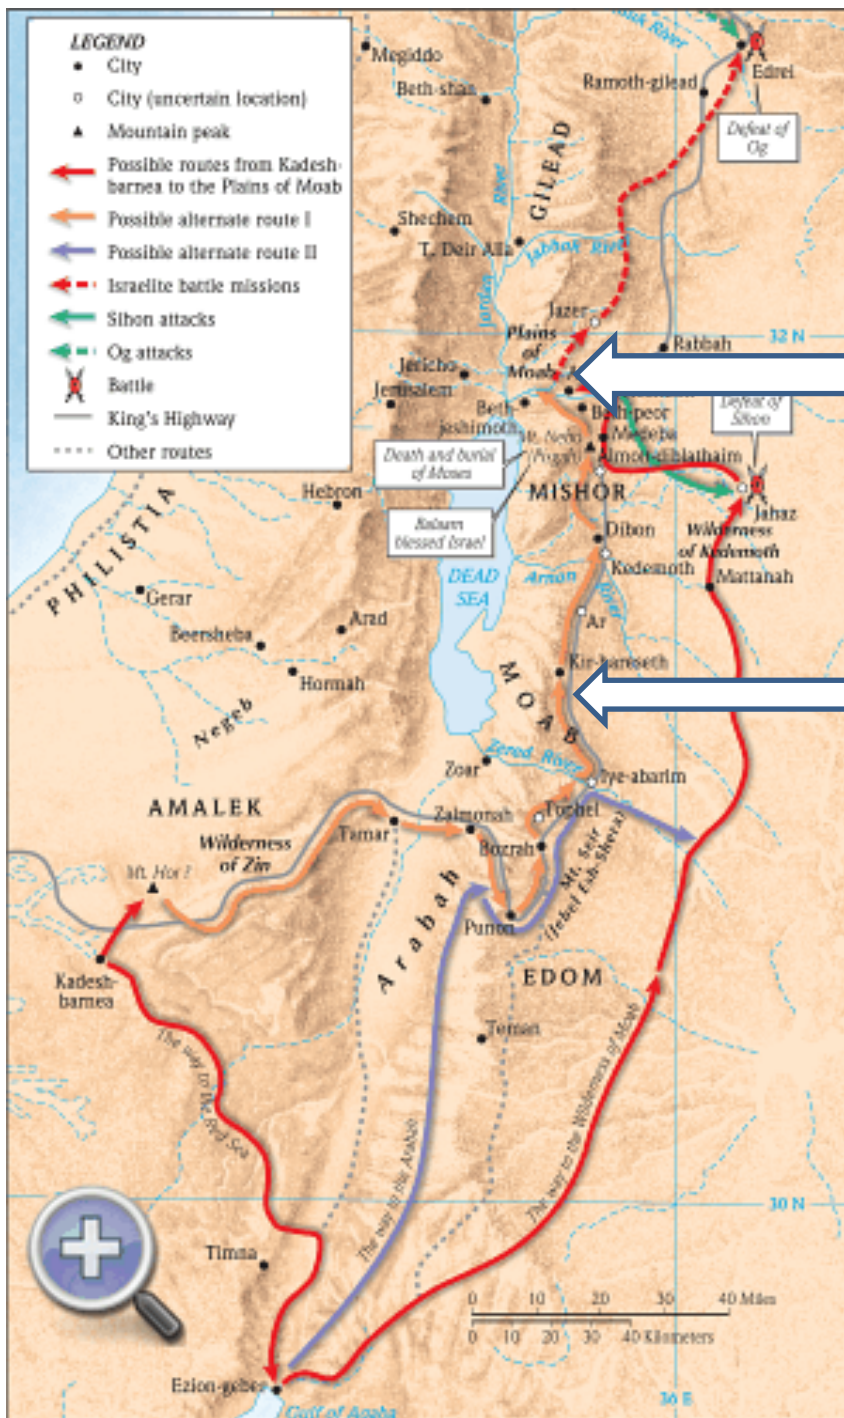 LEGEND
City
City (uncertain location)
Mountain peak
Possible routes from Kadesh-
barnea to the Plains of Moab
Possible alternate route I
Possible alternate route II
Israelite battle missions
Sihon attacks
Og attacks
Battle
King's Highway
Other routes
River
Megiddo
Edrei
Beth-shan
Ramoth-gilead
Defeat of
Og
GILEAD
River
Shechem
T. Deir Alla
Jabbok River
Jordan
Jazer
32 N
Plains
of
Moab
Rabbah
Jericho
Jerusalem
Beth-
jeshimoth
Beth-peor
Defeat of
Sihon
Medeba
Mt. Nebo
(Pisgah)
Almon-diblathaim
Death and burial
of Moses
MISHOR
Hebron
Jahaz
Balaam
blessed Israel
Dibon
Wilderness
of Kedemoth
PHILISTIA
Kedemoth
DEAD
SEA
Arnon
River
Mattanah
Gerar
Ar
Arad
Beersheba
Kir-hareseth
Hormah
MOAB
Negeb
Zered River
Zoar
Iye-abarim
AMALEK
Zalmonah
Tophel
Tamar
Wilderness
of Zin
Bozrah
Mt. Seir
(Jebel Esh-Shera)
Mt. Hor?
Arabah
Punon
Kadesh-
barnea
EDOM
Teman
The way to the Red Sea
The way to the Arabah
The way to the Wilderness of Moab
30 N
Timna
0 10 20 30 40 Miles
0 10 20 30 40 Kilometers
Ezion-geber
36 E
Gulf of Aqaba